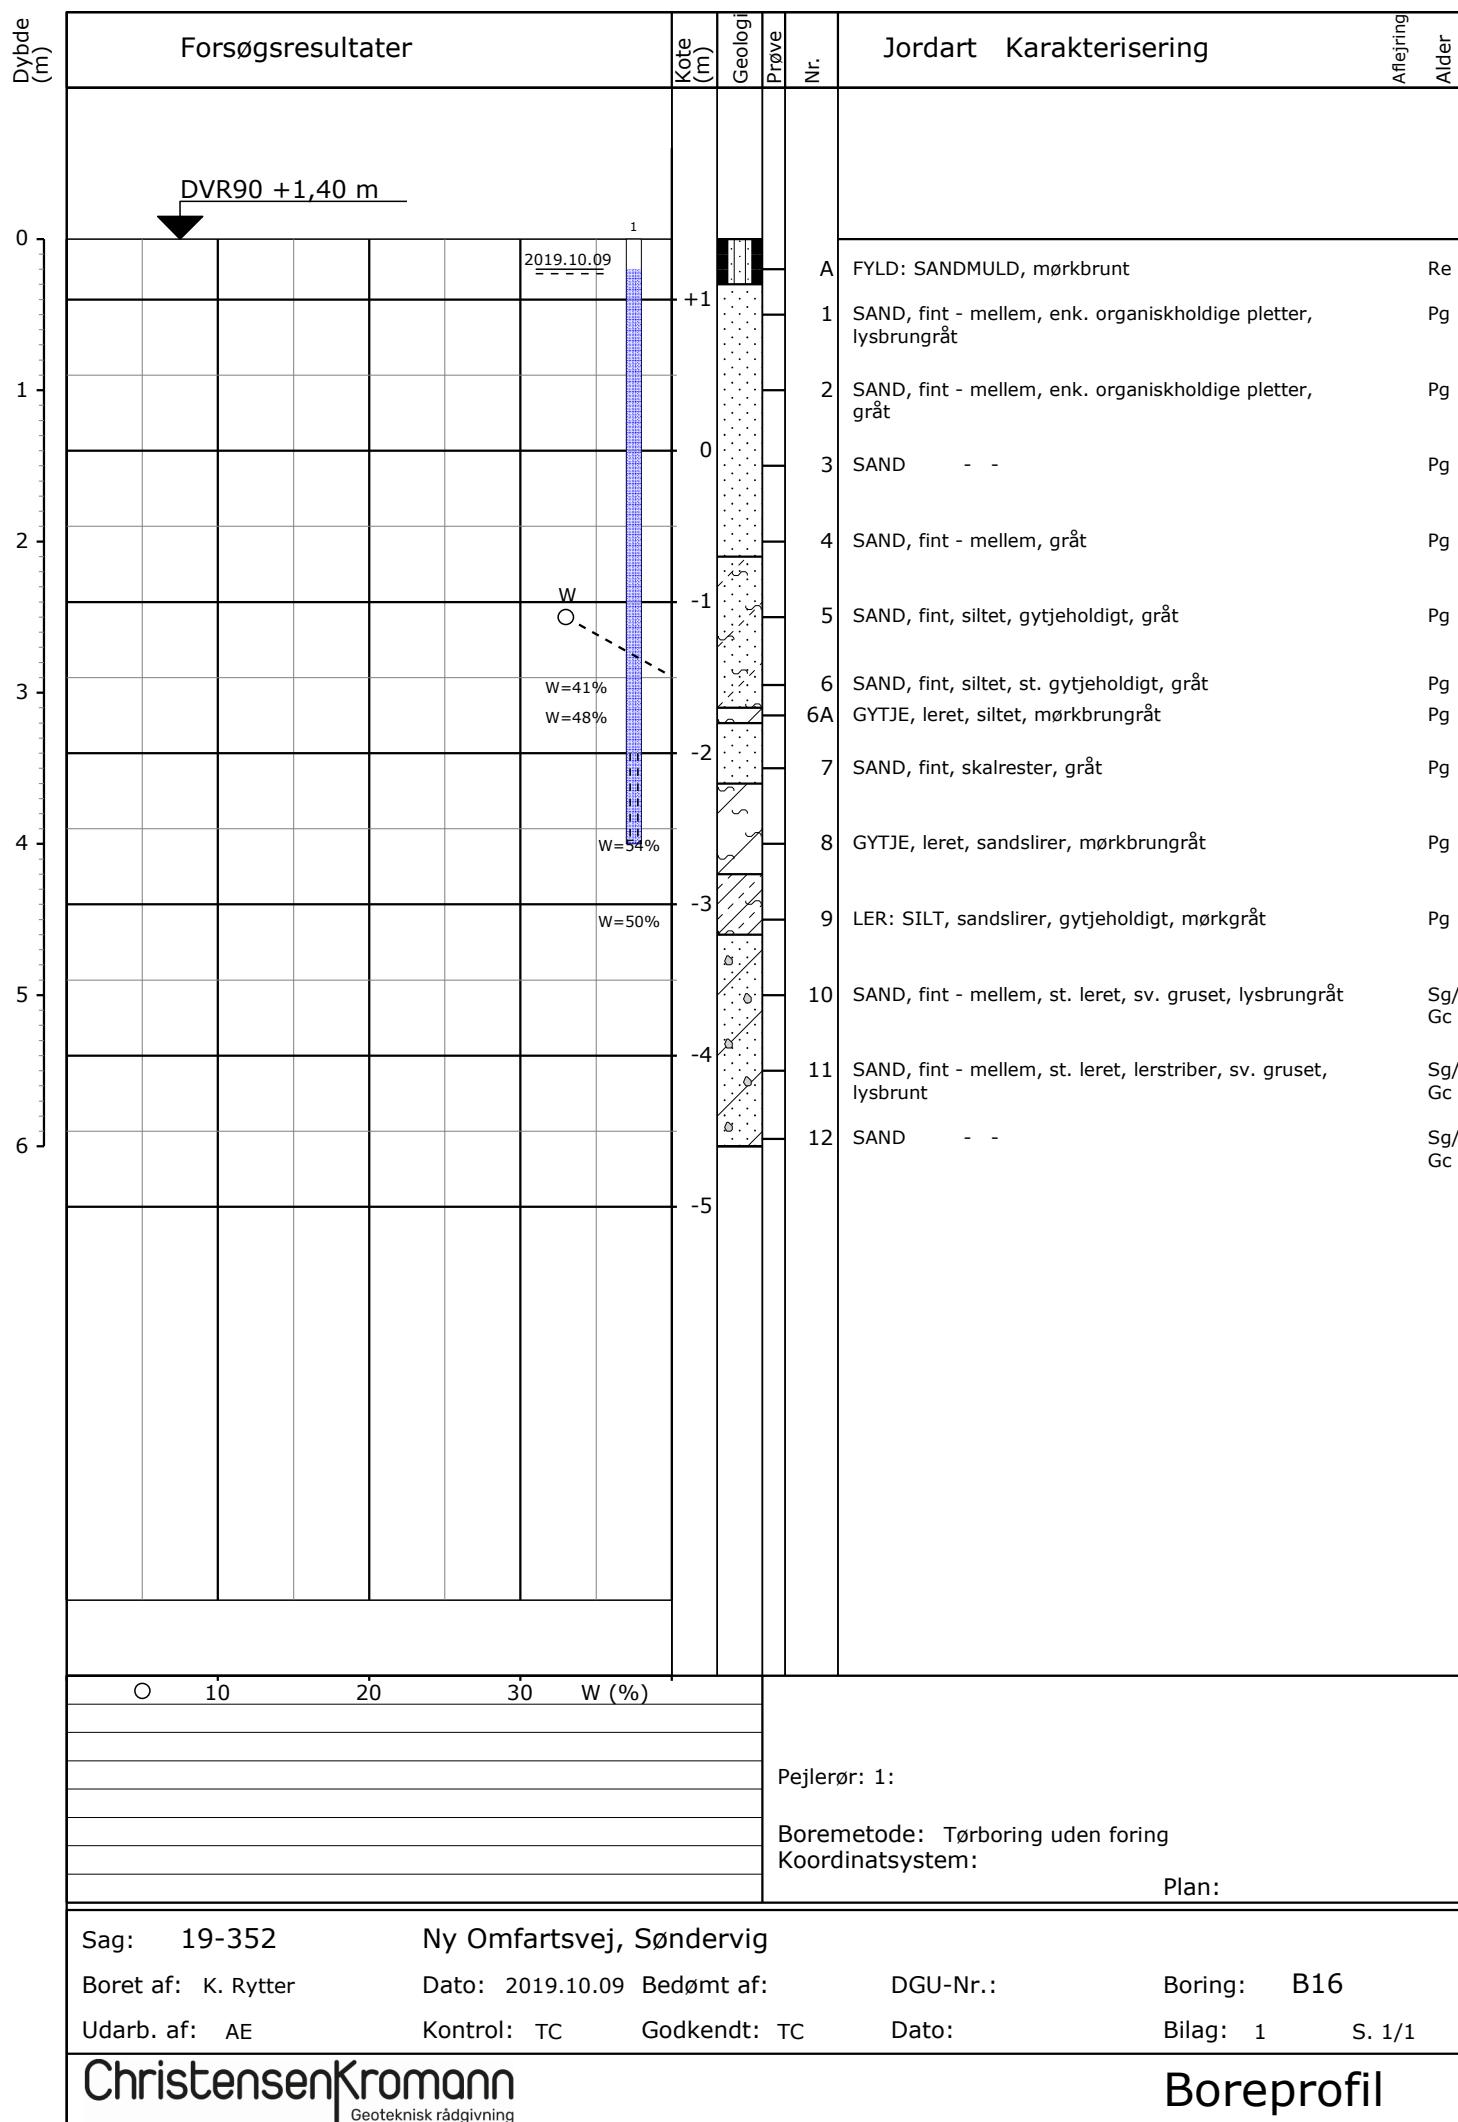 Dybde (m)
Forsøgsresultater
Kote (m)
Geologi
Prøve
Nr.
Jordart Karakterisering
Aflejring
Alder
DVR90 +1,40 m
1
0
2019.10.09
A FYLD: SANDMULD, mørkbrunt Re
+1
1 SAND, fint - mellem, enk. organiskholdige pletter, Pg
lysbrungråt
1
2 SAND, fint - mellem, enk. organiskholdige pletter, Pg
gråt
0
3 SAND - - Pg
2
4 SAND, fint - mellem, gråt Pg
W
-1
5 SAND, fint, siltet, gytjeholdigt, gråt Pg
3
W=41%
6 SAND, fint, siltet, st. gytjeholdigt, gråt Pg
W=48%
6A GYTJE, leret, siltet, mørkbrungråt Pg
-2
7 SAND, fint, skalrester, gråt Pg
4
W=54%
8 GYTJE, leret, sandslirer, mørkbrungråt Pg
-3
W=50%
9 LER: SILT, sandslirer, gytjeholdigt, mørkgråt Pg
5
10 SAND, fint - mellem, st. leret, sv. gruset, lysbrungråt Sg/
Gc
-4
11 SAND, fint - mellem, st. leret, lerstriber, sv. gruset, Sg/
lysbrunt Gc
6
12 SAND - - Sg/
Gc
-5
10 20 30 W (%)
Pejlerør: 1:
Boremetode: Tørboring uden foring
Koordinatsystem:
Plan:
Sag: 19-352 Ny Omfartsvej, Søndervig
Boret af: K. Rytter Dato: 2019.10.09 Bedømt af: DGU-Nr.: Boring: B16
Udarb. af: AE Kontrol: TC Godkendt: TC Dato: Bilag: 1 S. 1/1
ChristensenKromann
Geoteknisk rådgivning
Boreprofil